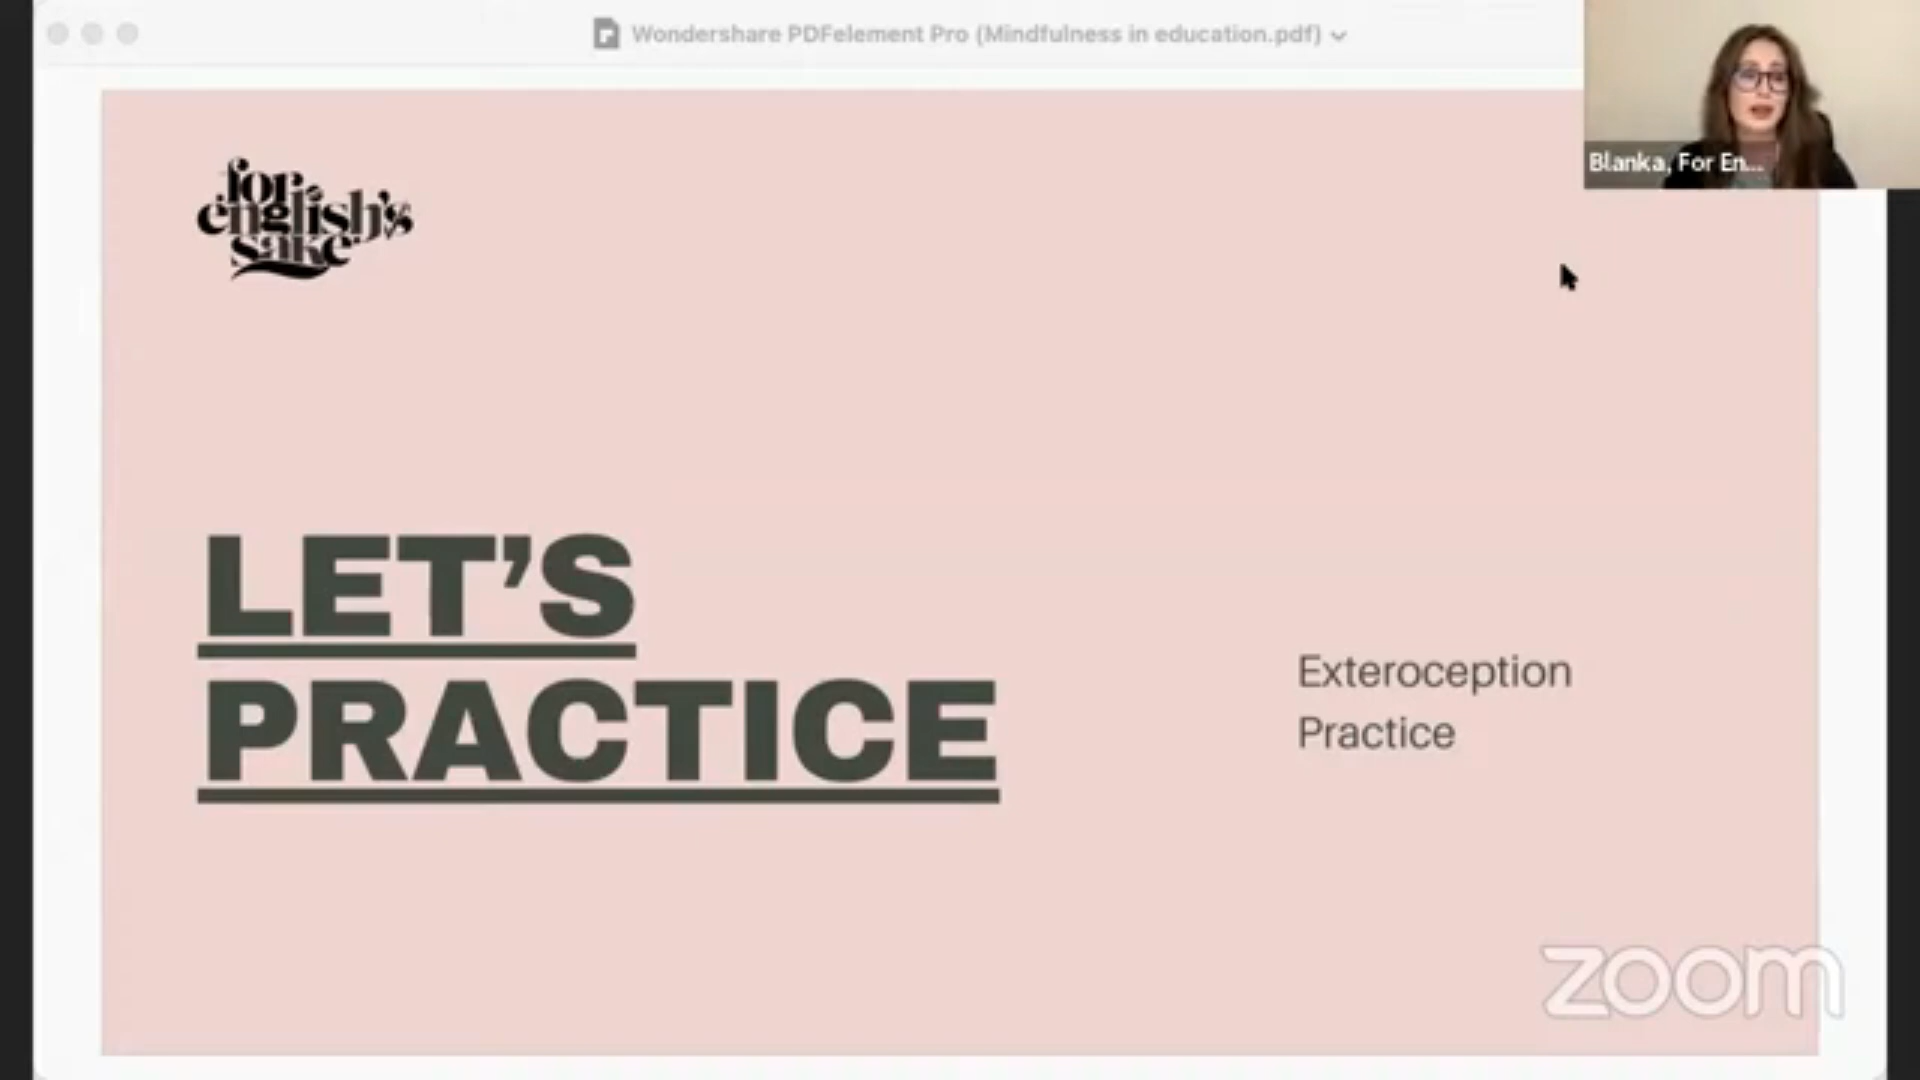 Wondershare PDFelement Pro (Mindfulness in education.pdf)
Blanka, For En...
for
english's
sake
LET’S
PRACTICE
Exteroception
Practice
zoom